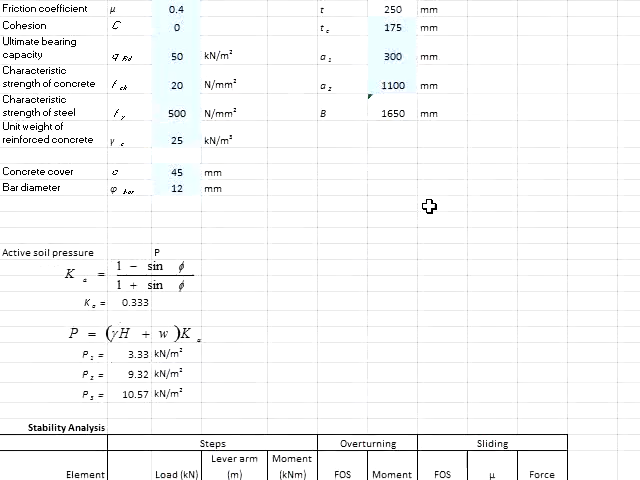 Friction coefficient μ 0.4 t 250 mm
Cohesion C 0 t c 175 mm
Ultimate bearing
capacity q Rd 50 kN/m² a 1 300 mm
Characteristic
strength of concrete f ck 20 N/mm² a 2 1100 mm
Characteristic
strength of steel f y 500 N/mm² B 1650 mm
Unit weight of
reinforced concrete γ c 25 kN/m³
Concrete cover c 45 mm
Bar diameter φ bar 12 mm
Active soil pressure P
K a = 1 − sin ϕ / 1 + sin ϕ
K a = 0.333
P = (γH + w)K a
P 1 = 3.33 kN/m²
P 2 = 9.32 kN/m²
P 3 = 10.57 kN/m²
Stability Analysis
Steps Overturning Sliding
Element Load (kN) Lever arm (m) Moment (kNm) FOS Moment FOS μ Force